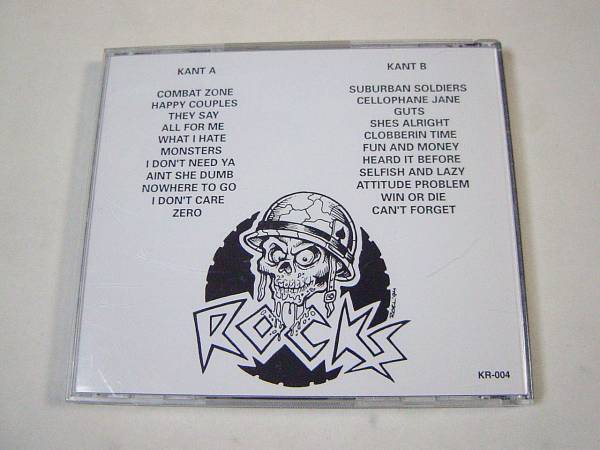 KANT A
COMBAT ZONE
HAPPY COUPLES
THEY SAY
ALL FOR ME
WHAT I HATE
MONSTERS
I DON'T NEED YA
AINT SHE DUMB
NOWHERE TO GO
I DON'T CARE
ZERO
KANT B
SUBURBAN SOLDIERS
CELLOPHANE JANE
GUTS
SHES ALRIGHT
CLOBBERIN TIME
FUN AND MONEY
HEARD IT BEFORE
SELFISH AND LAZY
ATTITUDE PROBLEM
WIN OR DIE
CAN'T FORGET
ROCKS
KR-004